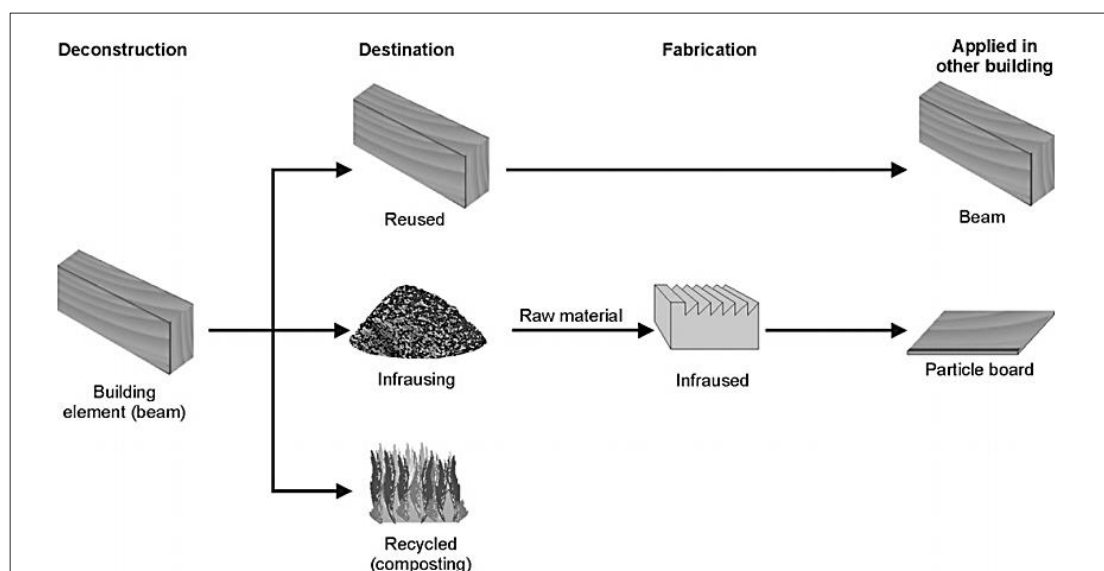 Deconstruction
Destination
Fabrication
Applied in
other building
Reused
Beam
Building
element (beam)
Infrausing
Raw material
Infraused
Particle board
Recycled
(composting)